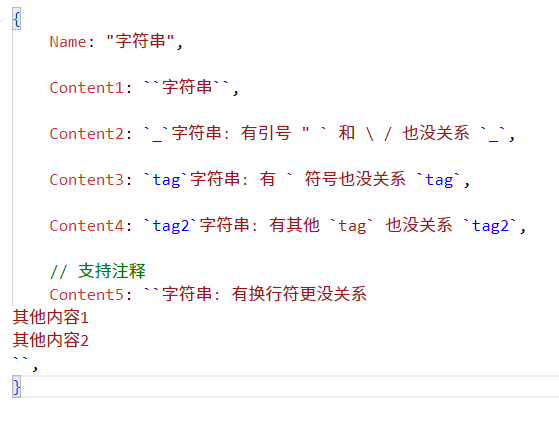 {
Name: "字符串",
Content1: ``字符串``,
Content2: `_`字符串: 有引号 " ` 和 \ / 也没关系 `_`,
Content3: `tag`字符串: 有 ` 符号也没关系 `tag`,
Content4: `tag2`字符串: 有其他 `tag` 也没关系 `tag2`,
// 支持注释
Content5: ``字符串: 有换行符更没关系
其他内容1
其他内容2
``,
}